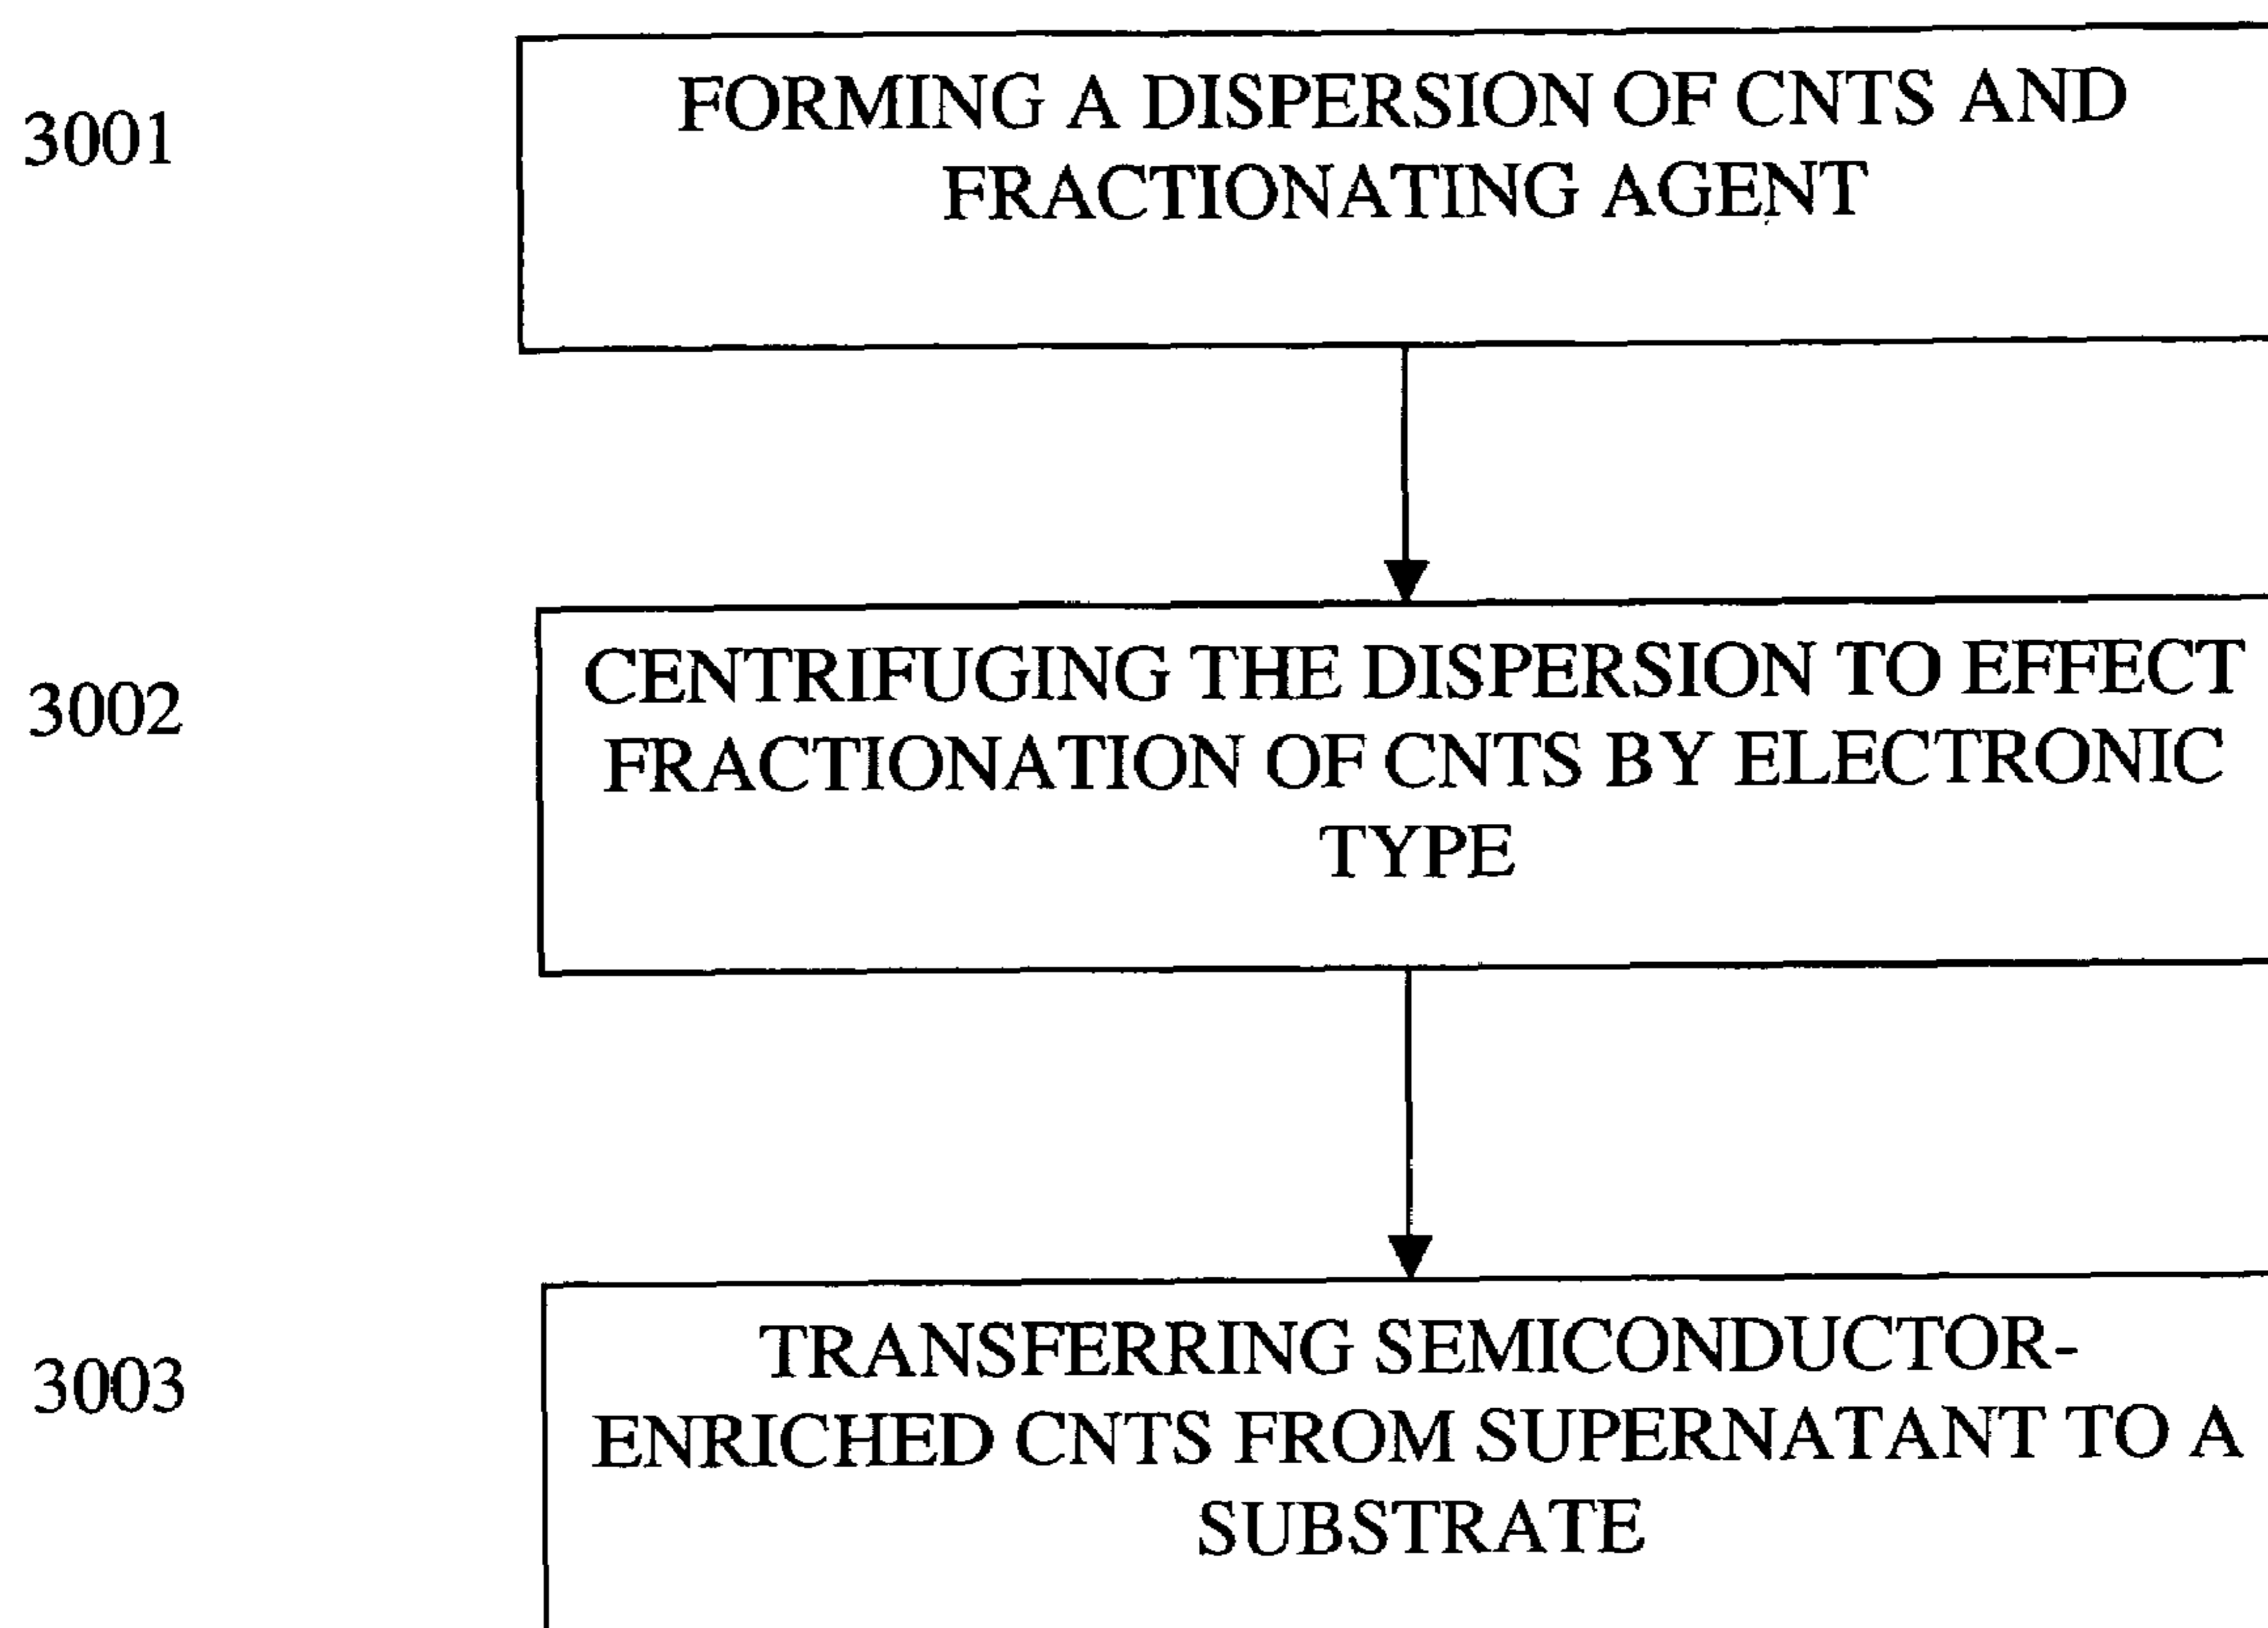 3001
FORMING A DISPERSION OF CNTS AND
FRACTIONATING AGENT
3002
CENTRIFUGING THE DISPERSION TO EFFECT
FRACTIONATION OF CNTS BY ELECTRONIC
TYPE
3003
TRANSFERRING SEMICONDUCTOR-
ENRICHED CNTS FROM SUPERNATANT TO A
SUBSTRATE